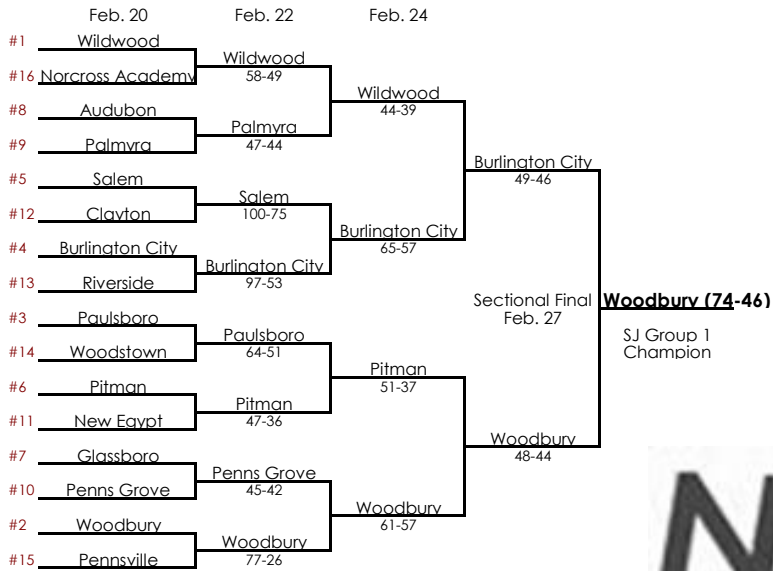 Feb. 20 Feb. 22 Feb. 24
#1 Wildwood
Wildwood
58-49
#16 Norcross Academy
Wildwood
44-39
#8 Audubon
Palmyra
47-44
#9 Palmyra
Burlington City
49-46
#5 Salem
Salem
100-75
#12 Clayton
Burlington City
65-57
#4 Burlington City
Burlington City
97-53
#13 Riverside
Sectional Final
Feb. 27
Woodbury (74-46)
SJ Group 1
Champion
#3 Paulsboro
Paulsboro
64-51
#14 Woodstown
Pitman
51-37
#6 Pitman
Pitman
47-36
#11 New Egypt
Woodbury
48-44
#7 Glassboro
Penns Grove
45-42
#10 Penns Grove
Woodbury
61-57
#2 Woodbury
Woodbury
77-26
#15 Pennsville